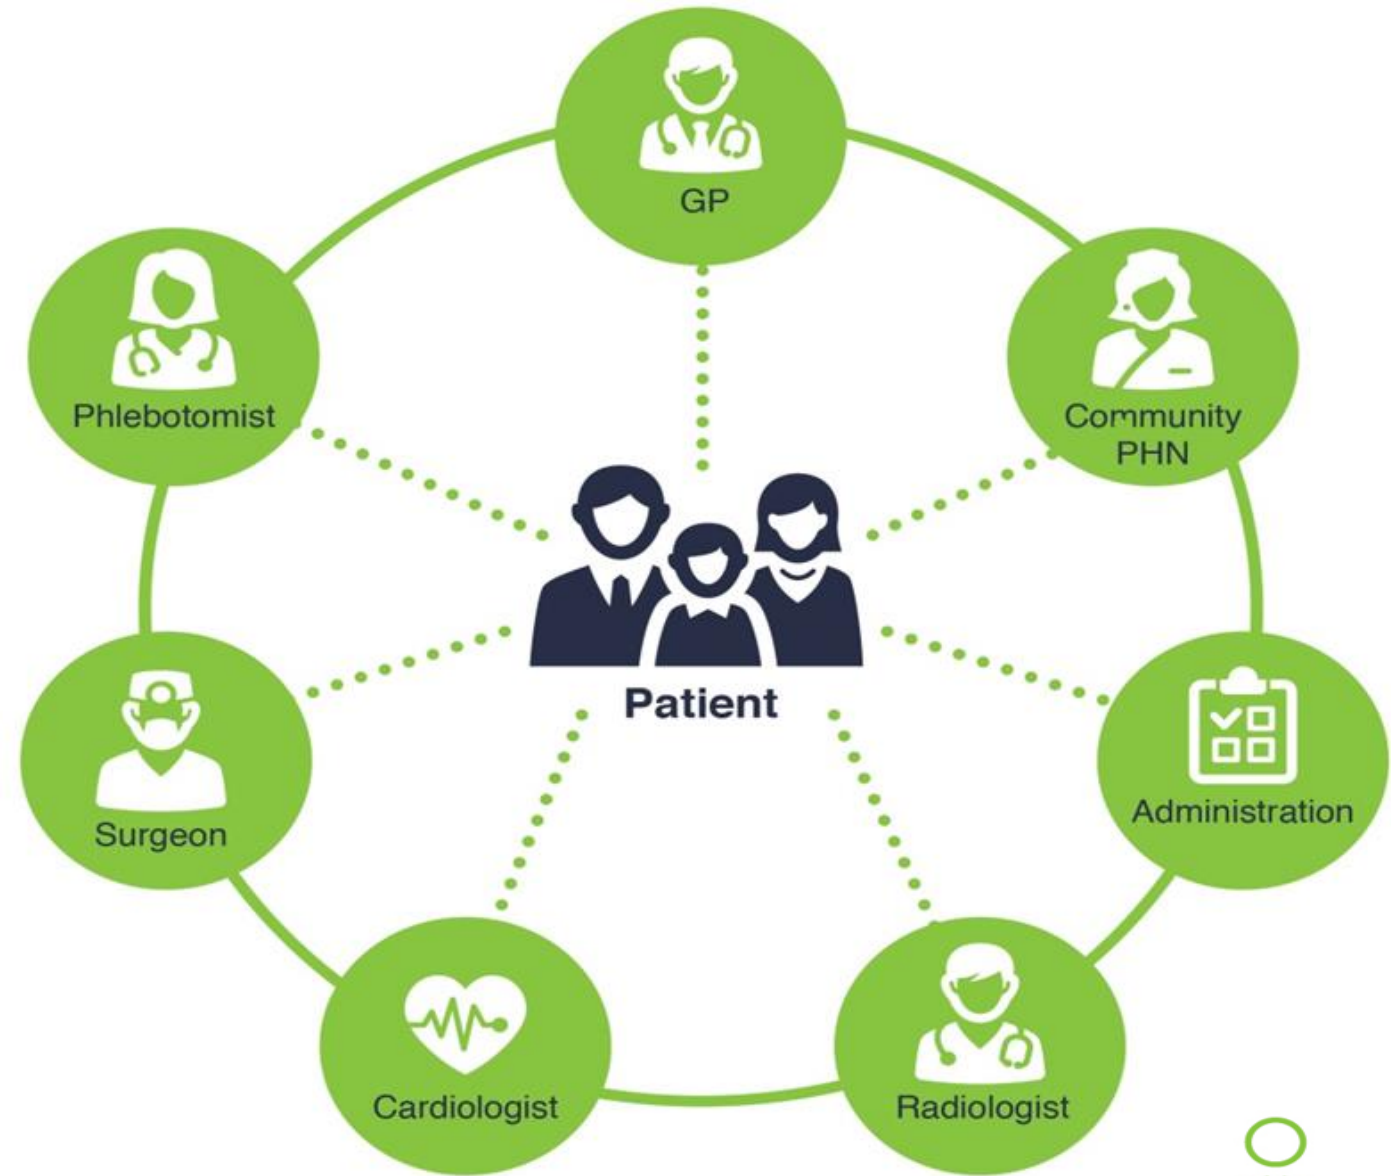 GP
Phlebotomist
Community
PHN
Patient
Surgeon
Administration
Cardiologist
Radiologist